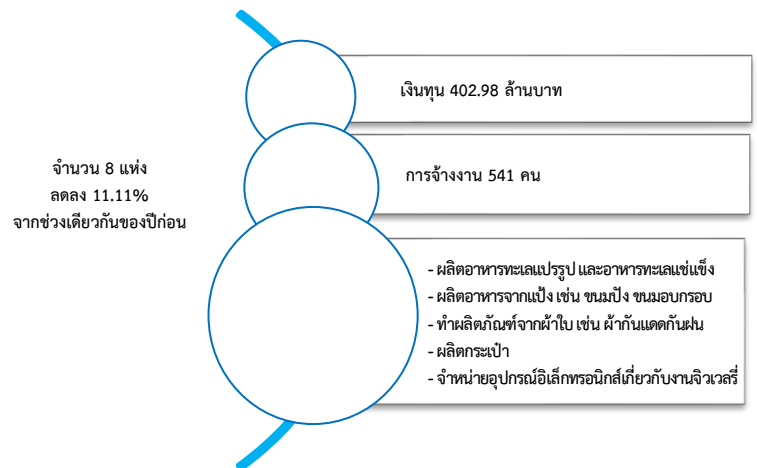 จำนวน 8 แห่ง
ลดลง 11.11%
จากช่วงเดียวกันของปีก่อน
เงินทุน 402.98 ล้านบาท
การจ้างงาน 541 คน
- ผลิตอาหารทะเลแปรรูป และอาหารทะเลแช่แข็ง
- ผลิตอาหารจากแป้ง เช่น ขนมปัง ขนมอบกรอบ
- ทำผลิตภัณฑ์จากผ้าใบ เช่น ผ้ากันแดดกันฝน
- ผลิตกระเป๋า
- จำหน่ายอุปกรณ์อิเล็กทรอนิกส์เกี่ยวกับงานจิวเวลรี่